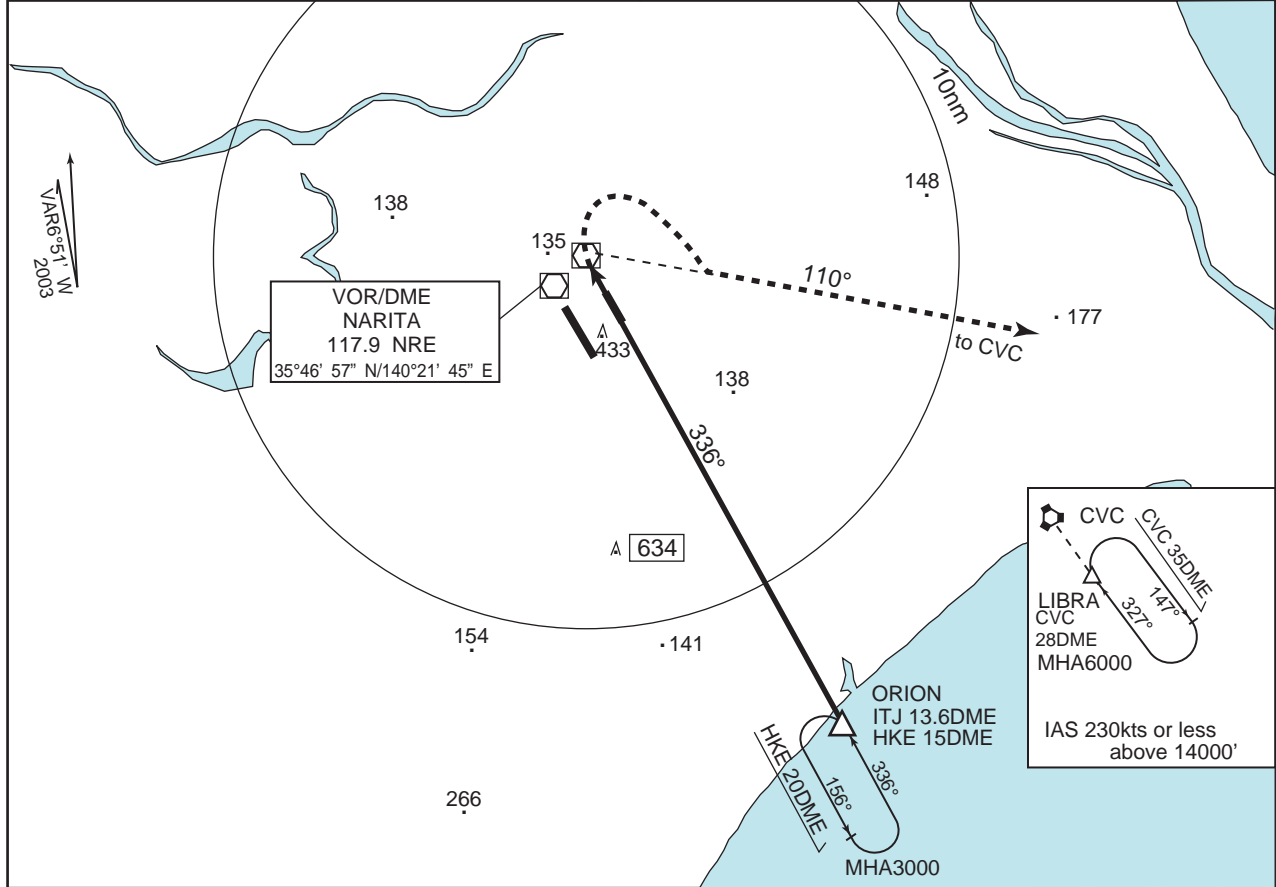 10nm
148
138
135
VAR6°51’ W
2003
VOR/DME
NARITA
117.9 NRE
35°46’ 57” N/140°21’ 45” E
110°
177
to CVC
433
138
336°
634
154
141
CVC
CVC 35DME
LIBRA
CVC
28DME
MHA6000
147°
327°
IAS 230kts or less
above 14000’
ORION
ITJ 13.6DME
HKE 15DME
HKE 20DME
156°
336°
MHA3000
266